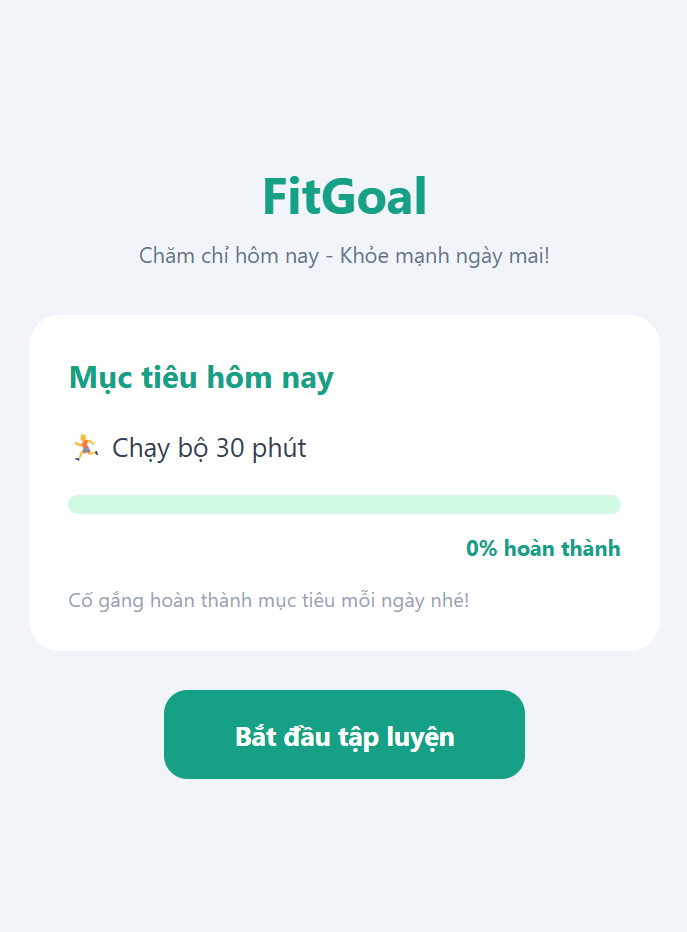 FitGoal
Chăm chỉ hôm nay - Khỏe mạnh ngày mai!
Mục tiêu hôm nay
🏃 Chạy bộ 30 phút
0% hoàn thành
Cố gắng hoàn thành mục tiêu mỗi ngày nhé!
Bắt đầu tập luyện